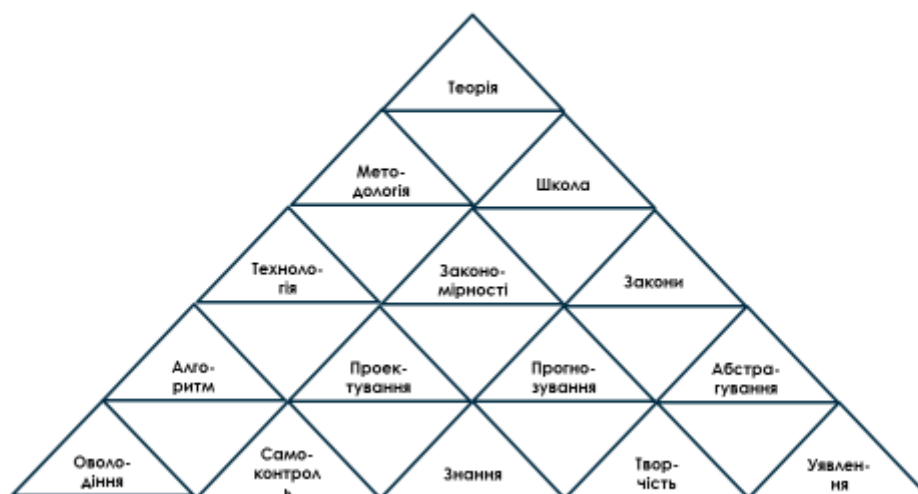 Теорія
Мето-
дологія
Школа
Техноло-
гія
Законо-
мірності
Закони
Алго-
ритм
Проек-
тування
Прогно-
зування
Абстра-
гування
Оволо-
діння
Само-
контрол
ь
Знання
Твор-
чість
Уявлен-
ня